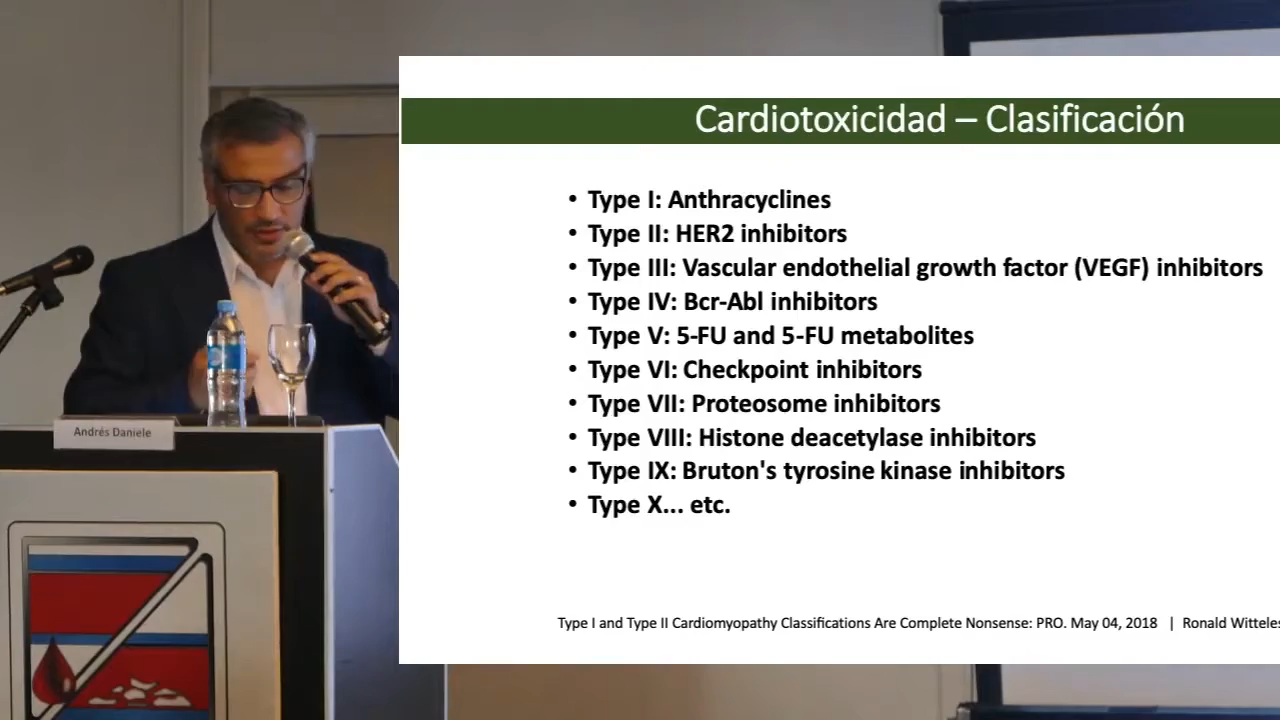 Cardiotoxicidad – Clasificación
• Type I: Anthracyclines
• Type II: HER2 inhibitors
• Type III: Vascular endothelial growth factor (VEGF) inhibitors
• Type IV: Bcr-Abl inhibitors
• Type V: 5-FU and 5-FU metabolites
• Type VI: Checkpoint inhibitors
• Type VII: Proteosome inhibitors
• Type VIII: Histone deacetylase inhibitors
• Type IX: Bruton's tyrosine kinase inhibitors
• Type X... etc.
Type I and Type II Cardiomyopathy Classifications Are Complete Nonsense: PRO. May 04, 2018 | Ronald Witteles
Andrés Daniele